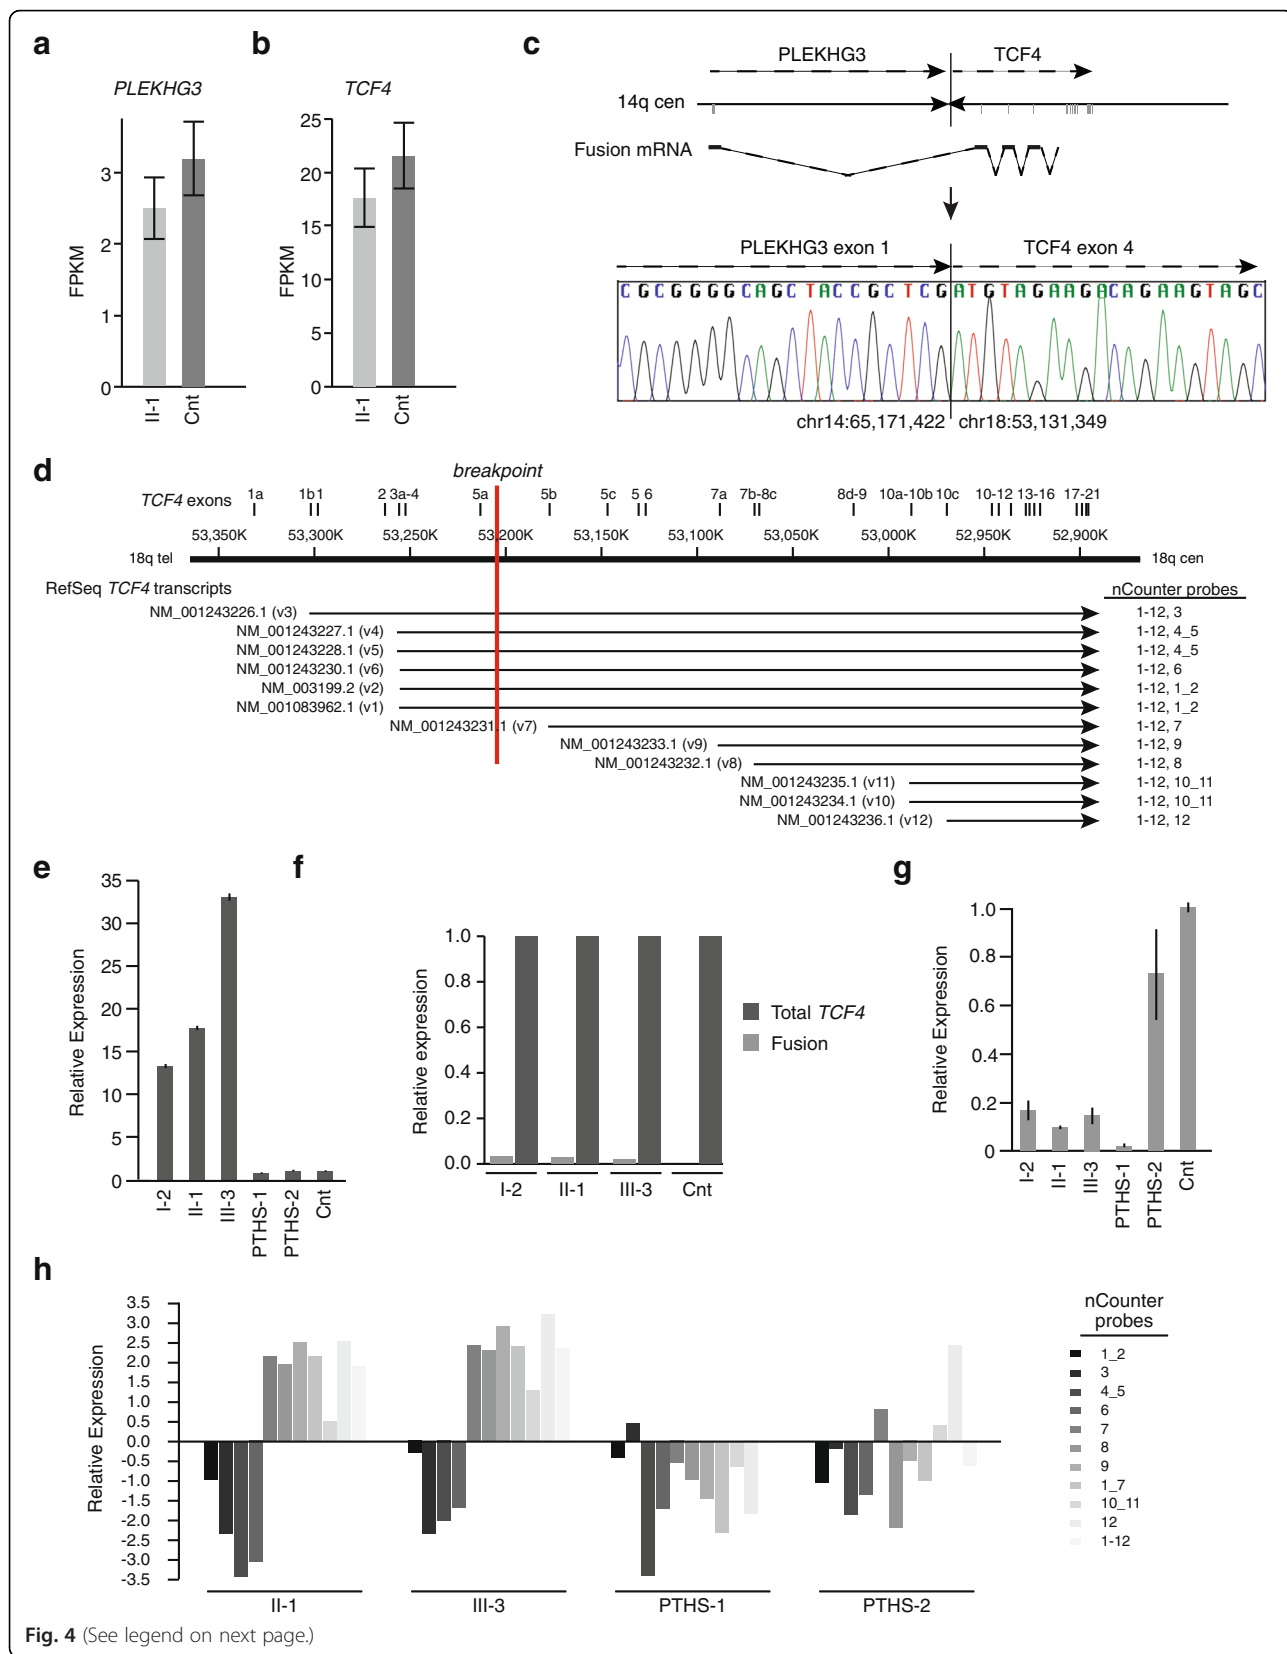 a
PLEKHG3
FPKM
3
2
1
0
II-1
Cnt
b
TCF4
FPKM
25
20
15
10
5
0
II-1
Cnt
c
PLEKHG3 TCF4
14q cen
Fusion mRNA
PLEKHG3 exon 1 TCF4 exon 4
C G C G G G G C A G C T A C C G C T C G A T G T A G A A G A C A G A A G T A G C
chr14:65,171,422 chr18:53,131,349
d
breakpoint
TCF4 exons 1a 1b 1 2 3a-4 5a 5b 5c 5 6 7a 7b-8c 8d-9 10a-10b 10c 10-12 13-16 17-21
53,350K 53,300K 53,250K 53,200K 53,150K 53,100K 53,050K 53,000K 52,950K 52,900K
18q tel 18q cen
RefSeq TCF4 transcripts nCounter probes
NM_001243226.1 (v3) 1-12, 3
NM_001243227.1 (v4) 1-12, 4_5
NM_001243228.1 (v5) 1-12, 4_5
NM_001243230.1 (v6) 1-12, 6
NM_003199.2 (v2) 1-12, 1_2
NM_001083962.1 (v1) 1-12, 1_2
NM_001243231.1 (v7) 1-12, 7
NM_001243233.1 (v9) 1-12, 9
NM_001243232.1 (v8) 1-12, 8
NM_001243235.1 (v11) 1-12, 10_11
NM_001243234.1 (v10) 1-12, 10_11
NM_001243236.1 (v12) 1-12, 12
e
Relative Expression
35
30
25
20
15
10
5
0
I-2
II-1
III-3
PTHS-1
PTHS-2
Cnt
f
Relative expression
1.0
0.8
0.6
0.4
0.2
0.0
I-2 II-1 III-3 Cnt
Total TCF4
Fusion
g
Relative Expression
1.0
0.8
0.6
0.4
0.2
0
I-2
II-1
III-3
PTHS-1
PTHS-2
Cnt
h
Relative Expression
3.5
3.0
2.5
2.0
1.5
1.0
0.5
0.0
-0.5
-1.0
-1.5
-2.0
-2.5
-3.0
-3.5
II-1 III-3 PTHS-1 PTHS-2
nCounter
probes
1_2
3
4_5
6
7
8
9
1_7
10_11
12
1-12
Fig. 4 (See legend on next page.)